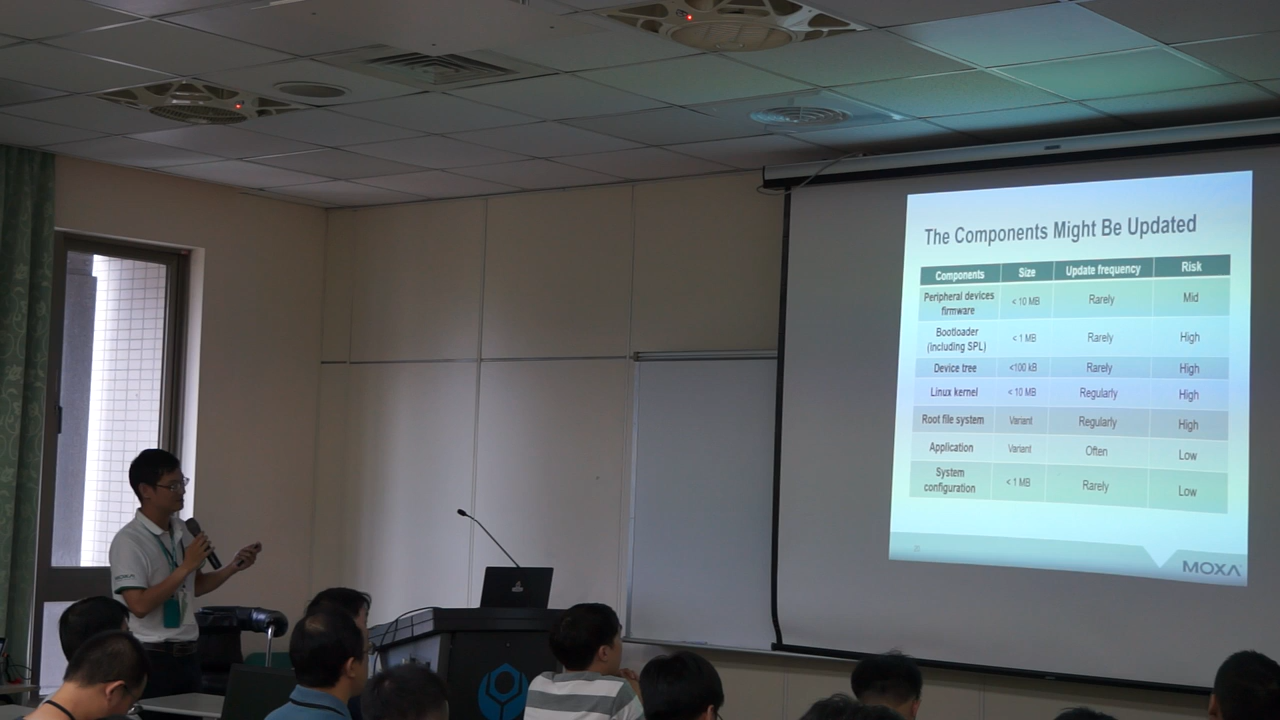 The Components Might Be Updated
Components Size Update frequency Risk
Peripheral devices
firmware < 10 MB Rarely Mid
Bootloader
(including SPL) < 1 MB Rarely High
Device tree <100 kB Rarely High
Linux kernel < 10 MB Regularly High
Root file system Variant Regularly High
Application Variant Often Low
System
configuration < 1 MB Rarely Low
MOXA
MOXA